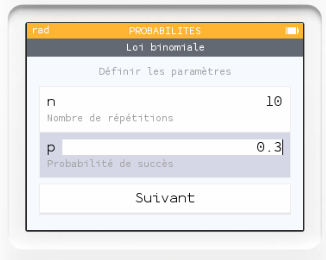 rad PROBABILITES
Loi binomiale
Définir les paramètres
n 10
Nombre de répétitions
p 0.3
Probabilité de succès
Suivant